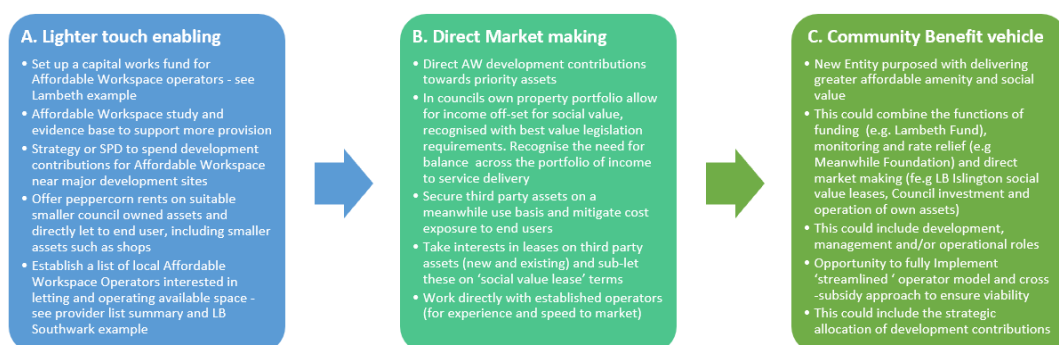 A. Lighter touch enabling
• Set up a capital works fund for
Affordable Workspace operators - see
Lambeth example
• Affordable Workspace study and
evidence base to support more provision
• Strategy or SPD to spend development
contributions for Affordable Workspace
near major development sites
• Offer peppercorn rents on suitable
smaller council owned assets and
directly let to end user, including smaller
assets such as shops
• Establish a list of local Affordable
Workspace Operators interested in
letting and operating available space -
see provider list summary and LB
Southwark example
B. Direct Market making
• Direct AW development contributions
towards priority assets
• In councils own property portfolio allow
for income off-set for social value,
recognised with best value legislation
requirements. Recognise the need for
balance across the portfolio of income
to service delivery
• Secure third party assets on a
meanwhile use basis and mitigate cost
exposure to end users
• Take interests in leases on third party
assets (new and existing) and sub-let
these on 'social value lease' terms
• Work directly with established operators
(for experience and speed to market)
C. Community Benefit vehicle
• New Entity purposed with delivering
greater affordable amenity and social
value
• This could combine the functions of
funding (e.g. Lambeth Fund),
monitoring and rate relief (e.g
Meanwhile Foundation) and direct
market making (fe.g LB Islington social
value leases, Council investment and
operation of own assets)
• This could include development,
management and/or operational roles
• Opportunity to fully Implement
'streamlined ' operator model and cross
-subsidy approach to ensure viability
• This could include the strategic
allocation of development contributions